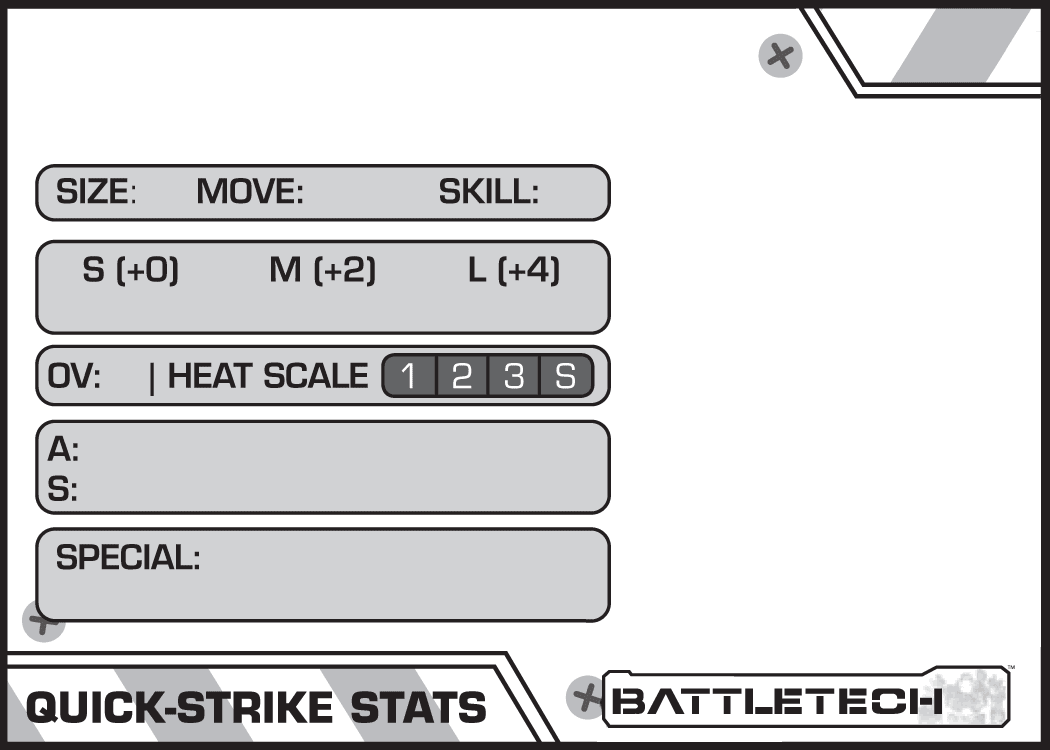 SIZE: MOVE: SKILL:
S (+0) M (+2) L (+4)
OV: | HEAT SCALE 1 2 3 S
A:
S:
SPECIAL:
QUICK-STRIKE STATS
BATTLETECH™